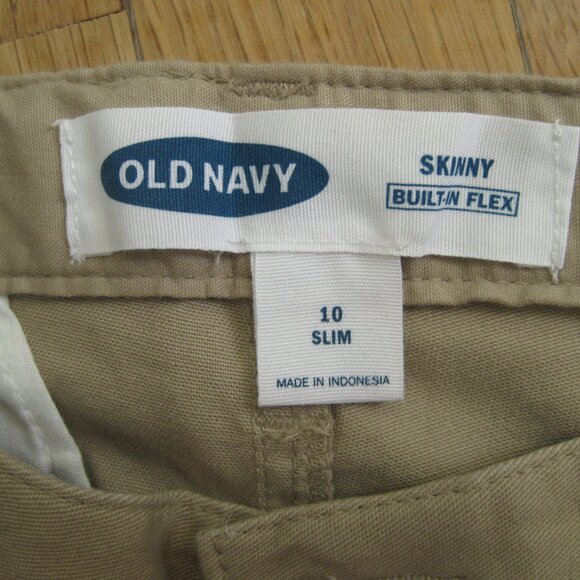 OLD NAVY
SKINNY
BUILT-IN FLEX
10
SLIM
MADE IN INDONESIA